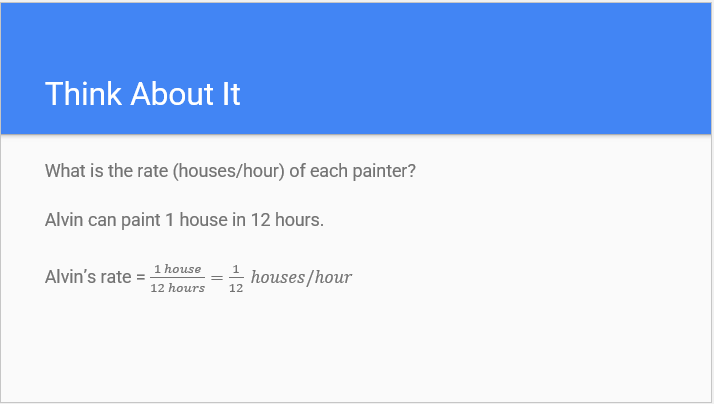 Think About It
What is the rate (houses/hour) of each painter?
Alvin can paint 1 house in 12 hours.
Alvin’s rate = 1 house/12 hours = 1/12 houses/hour